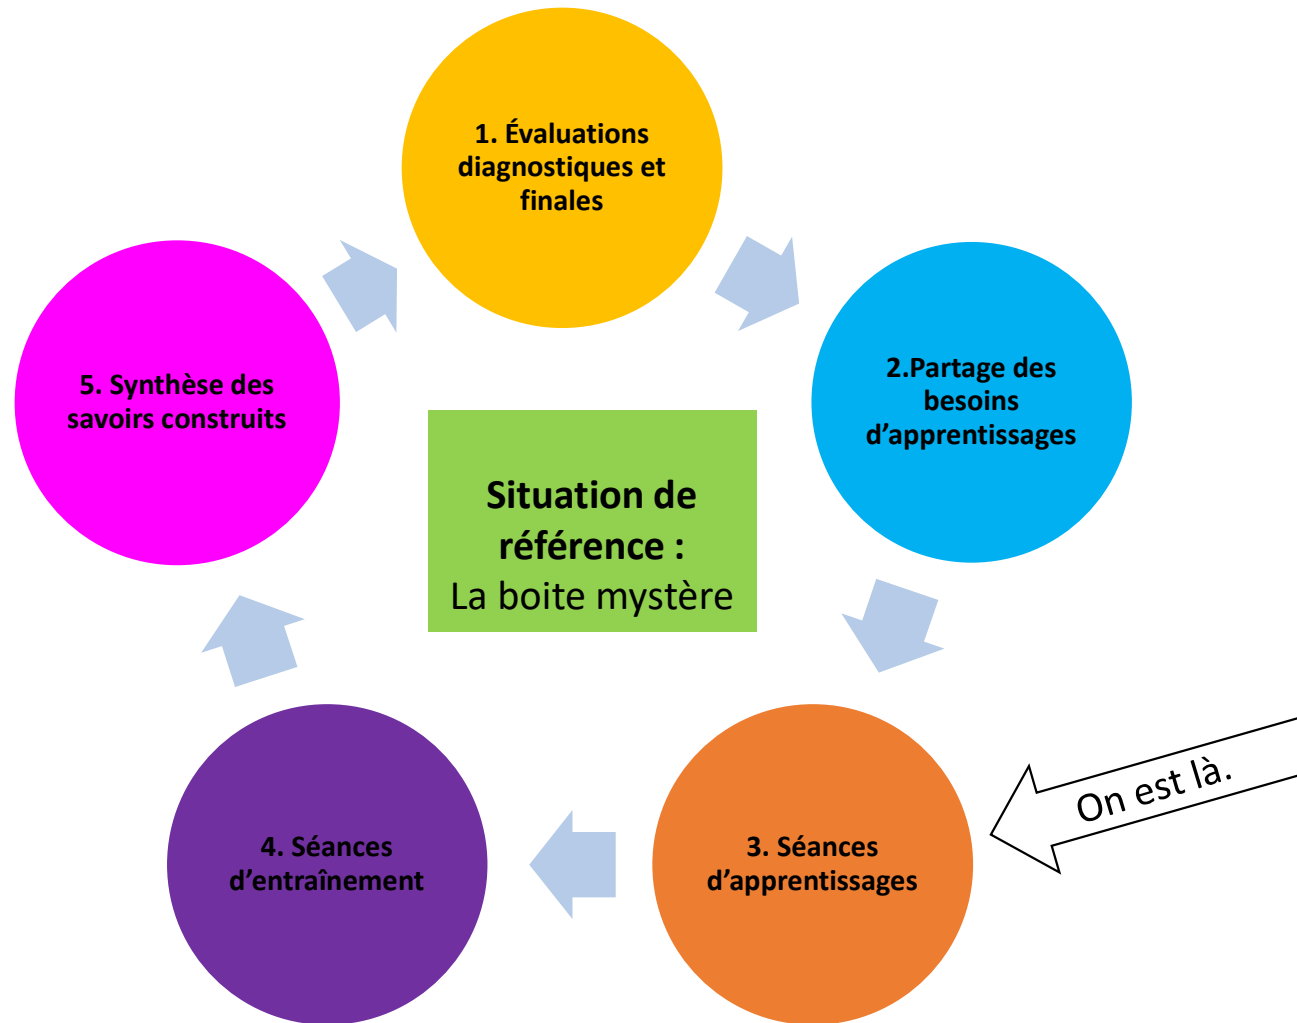 1. Évaluations
diagnostiques et
finales
2.Partage des
besoins
d’apprentissages
5. Synthèse des
savoirs construits
Situation de
référence :
La boite mystère
On est là.
4. Séances
d’entraînement
3. Séances
d’apprentissages